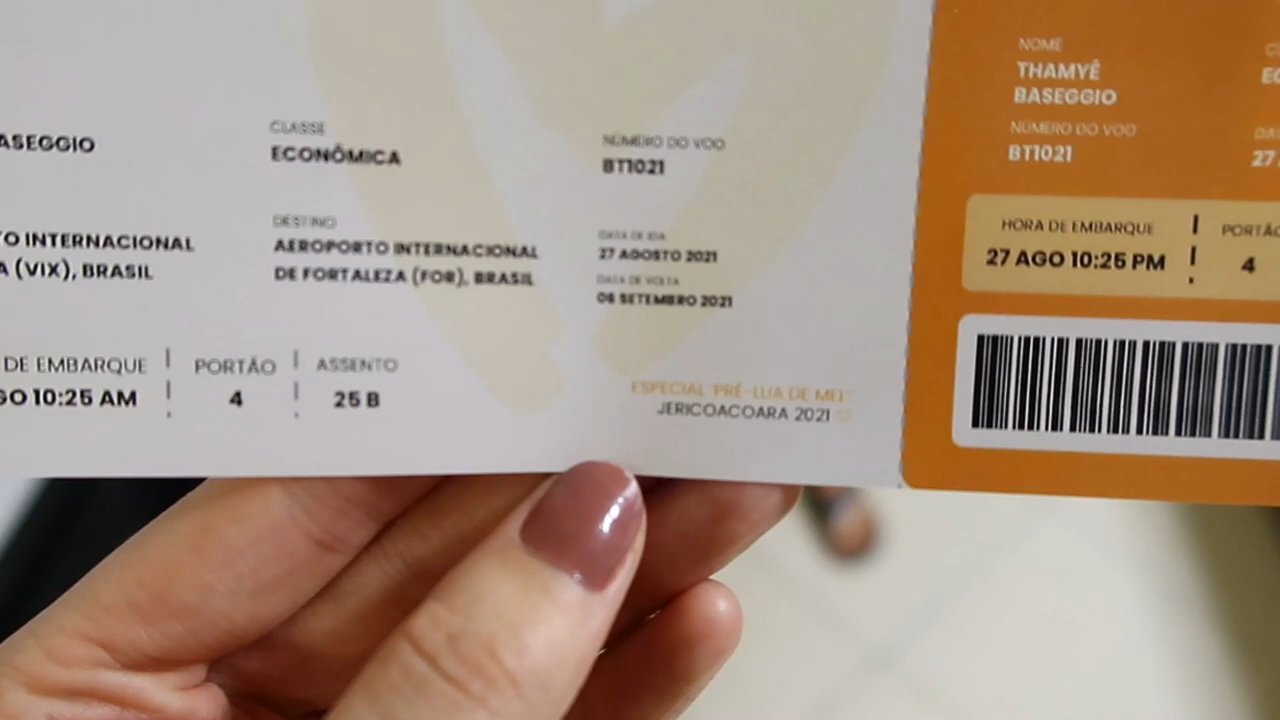 ASEGGIO
CLASSE
ECONÔMICA
NÚMERO DO VOO
BT1021
O INTERNACIONAL
A (VIX), BRASIL
DESTINO
AEROPORTO INTERNACIONAL
DE FORTALEZA (FOR), BRASIL
DATA DE IDA
27 AGOSTO 2021
DATA DE VOLTA
06 SETEMBRO 2021
DE EMBARQUE
GO 10:25 AM
PORTÃO
4
ASSENTO
25 B
ESPECIAL "PRÉ-LUA DE MEL"
JERICOACOARA 2021 ♡
NOME
THAMYÊ
BASEGGIO
NÚMERO DO VOO
BT1021
27
HORA DE EMBARQUE
27 AGO 10:25 PM
PORTÃO
4